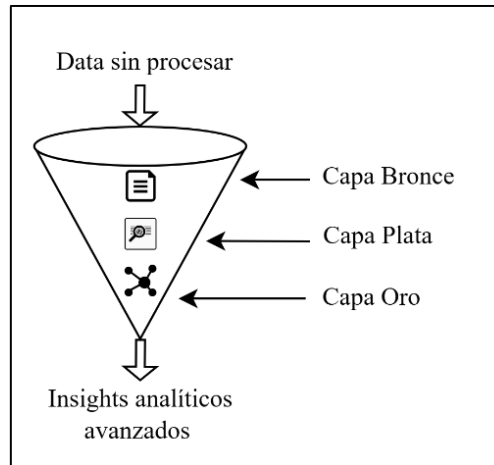 Data sin procesar
Capa Bronce
Capa Plata
Capa Oro
Insights analíticos
avanzados